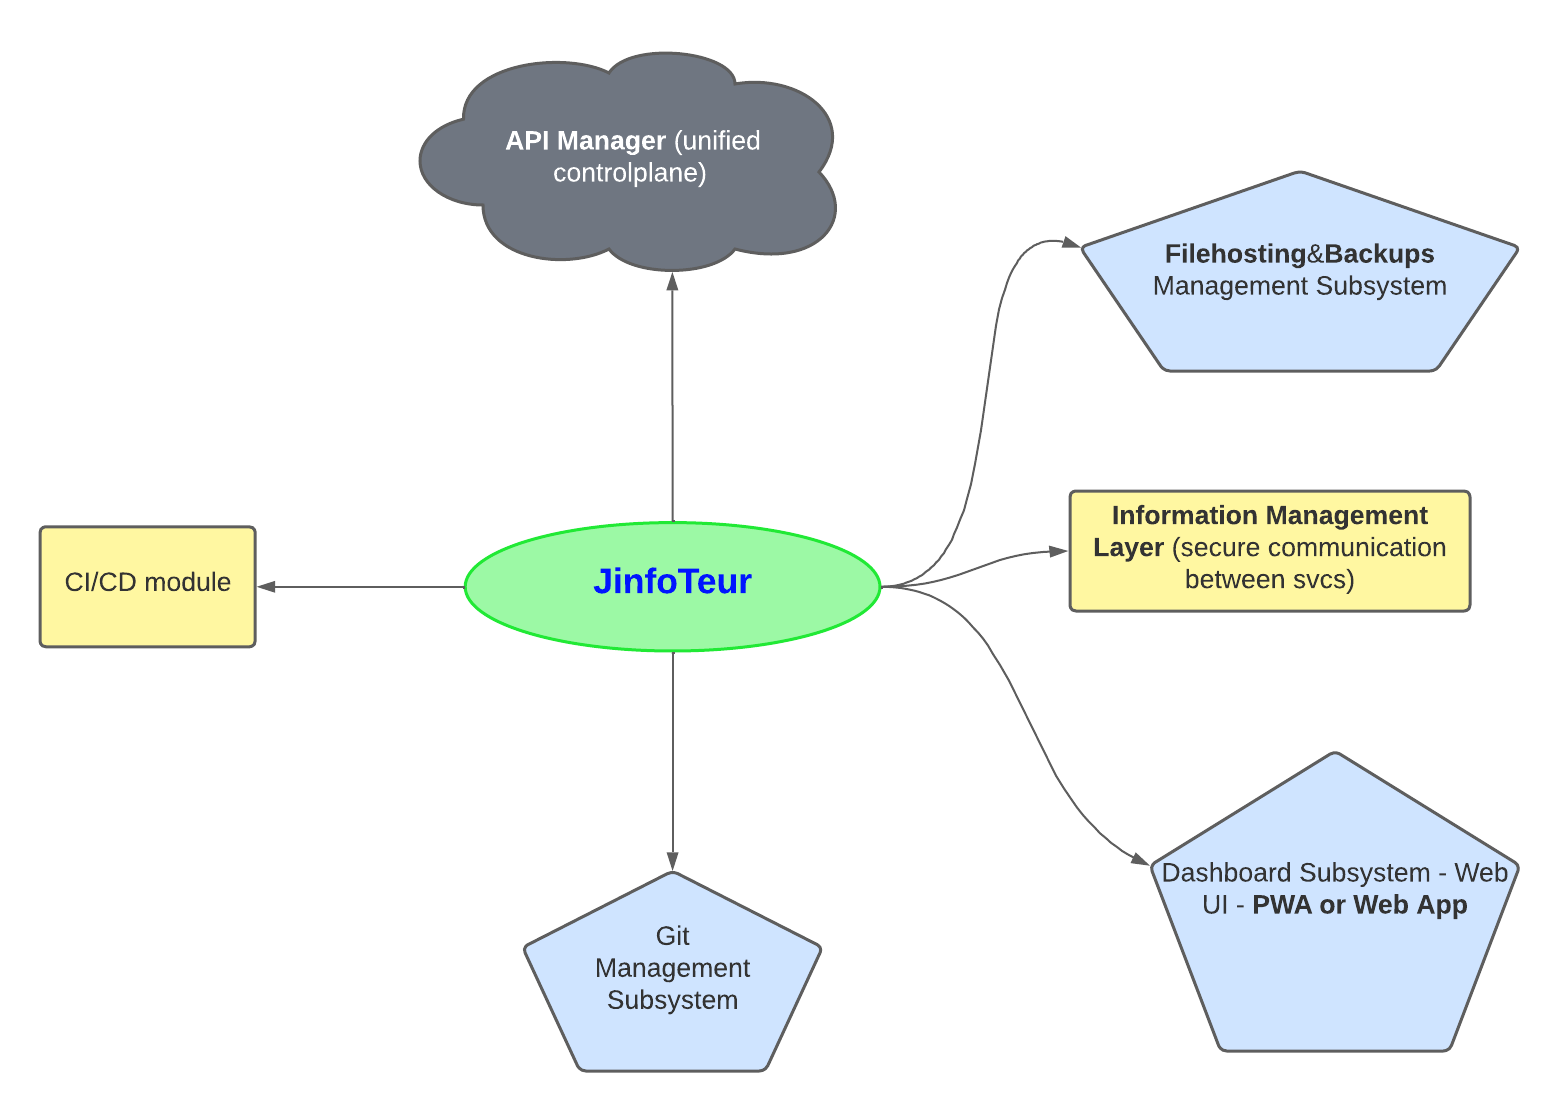 API Manager (unified
controlplane)
Filehosting&Backups
Management Subsystem
Information Management
Layer (secure communication
between svcs)
CI/CD module
JinfoTeur
Dashboard Subsystem - Web
UI - PWA or Web App
Git
Management
Subsystem